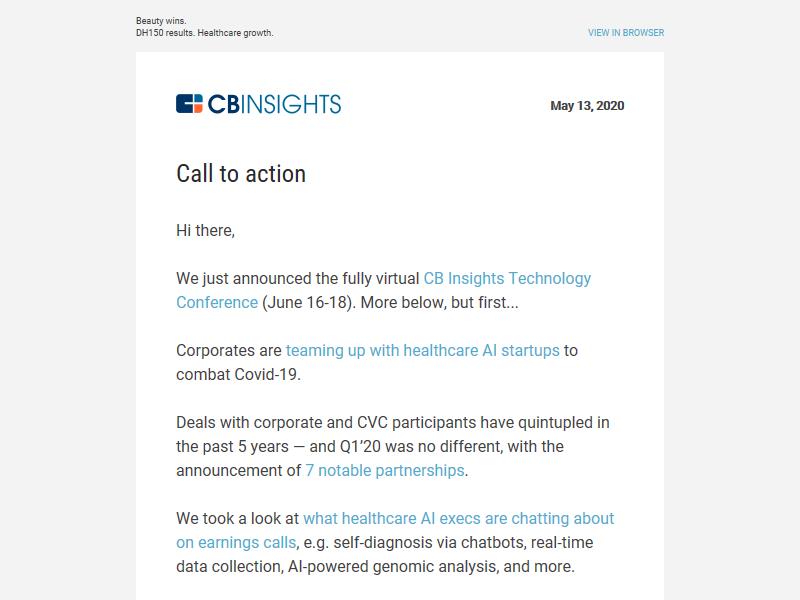 Beauty wins.
DH150 results. Healthcare growth.
VIEW IN BROWSER
CBINSIGHTS
May 13, 2020
Call to action
Hi there,
We just announced the fully virtual CB Insights Technology
Conference (June 16-18). More below, but first...
Corporates are teaming up with healthcare AI startups to
combat Covid-19.
Deals with corporate and CVC participants have quintupled in
the past 5 years — and Q1’20 was no different, with the
announcement of 7 notable partnerships.
We took a look at what healthcare AI execs are chatting about
on earnings calls, e.g. self-diagnosis via chatbots, real-time
data collection, AI-powered genomic analysis, and more.